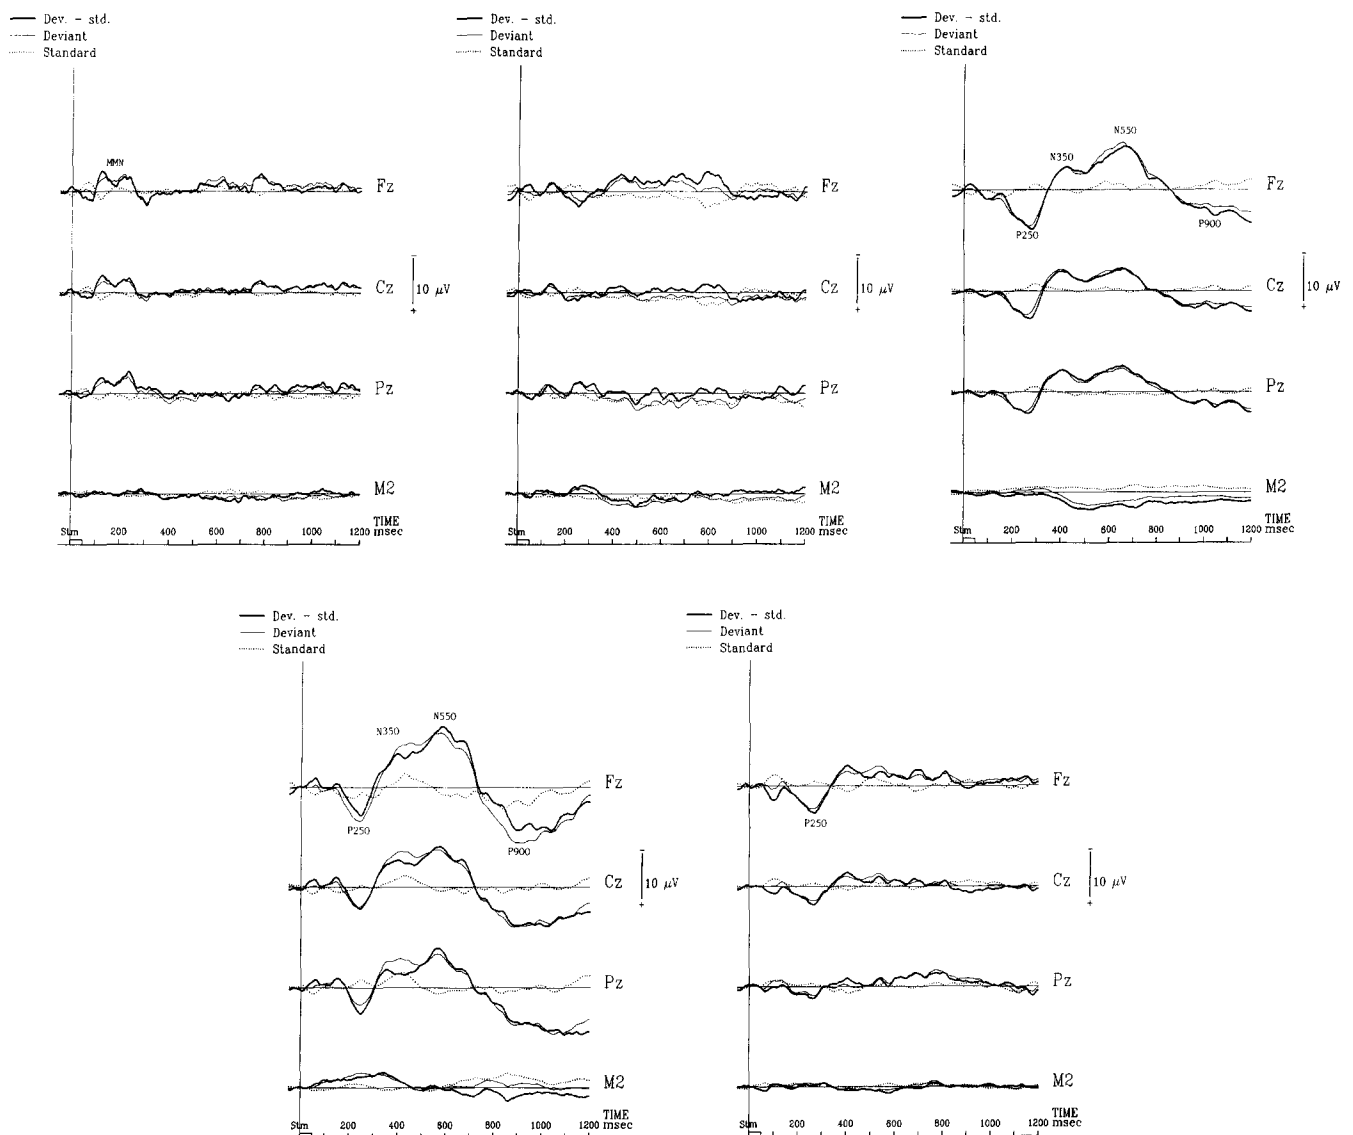 Dev. - std.
Deviant
Standard
MMN
Fz
Cz
-
10 μV
+
Pz
M2
TIME
Stm 200 400 600 800 1000 1200 msec
Dev. - std.
Deviant
Standard
Fz
Cz
-
10 μV
+
Pz
M2
TIME
Stm 200 400 600 800 1000 1200 msec
Dev. - std.
Deviant
Standard
N550
N350
Fz
P250
P900
Cz
-
10 μV
+
Pz
M2
TIME
Stm 200 400 600 800 1000 1200 msec
Dev. - std.
Deviant
Standard
N550
N350
Fz
P250
P900
Cz
-
10 μV
+
Pz
M2
TIME
Stm 200 400 600 800 1000 1200 msec
Dev. - std.
Deviant
Standard
Fz
P250
Cz
-
10 μV
+
Pz
M2
TIME
Stm 200 400 600 800 1000 1200 msec